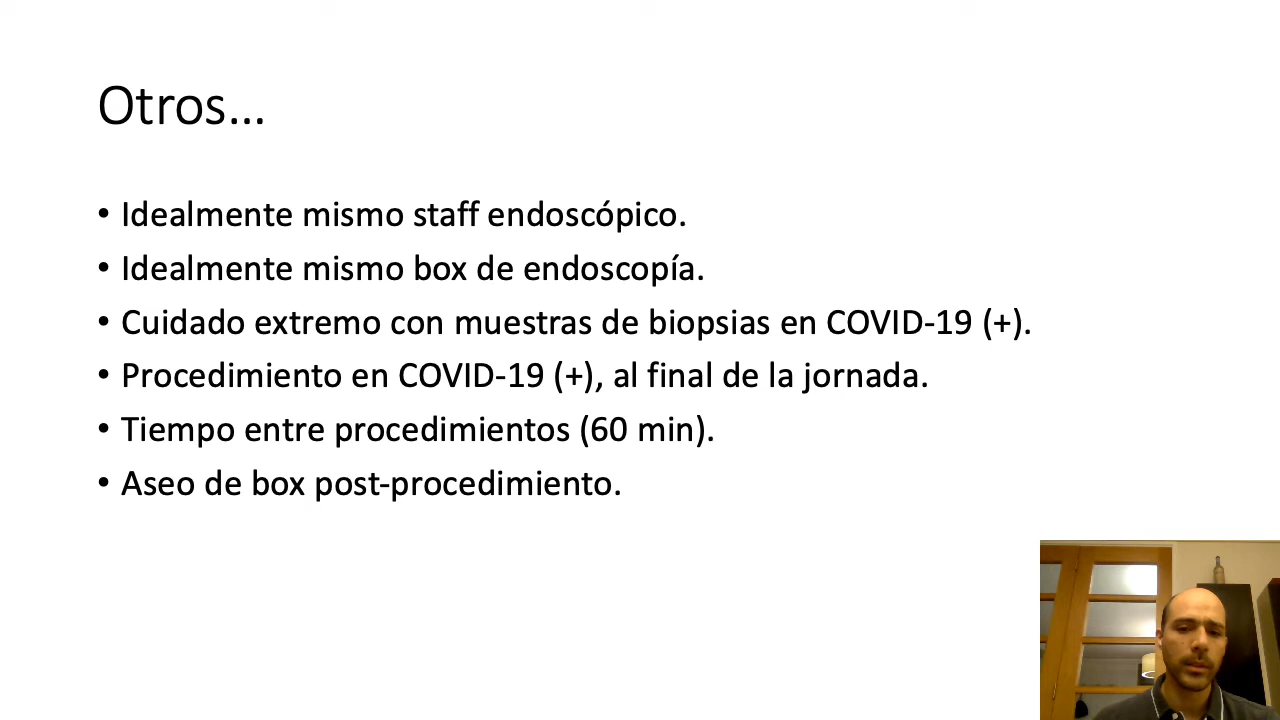 Otros...
• Idealmente mismo staff endoscópico.
• Idealmente mismo box de endoscopía.
• Cuidado extremo con muestras de biopsias en COVID-19 (+).
• Procedimiento en COVID-19 (+), al final de la jornada.
• Tiempo entre procedimientos (60 min).
• Aseo de box post-procedimiento.